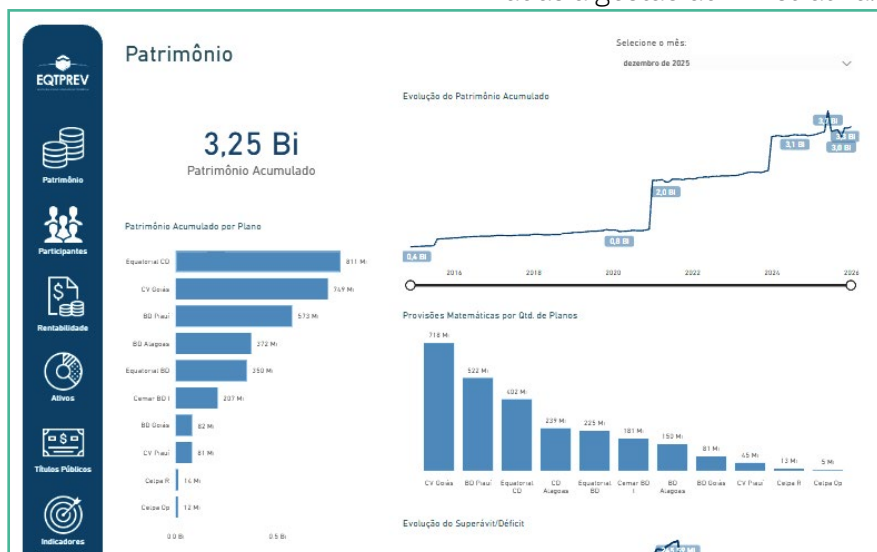 Patrimônio
Selecione o mês:
dezembro de 2025
EQTPREV
Patrimônio
Participantes
Rentabilidade
Ativos
Títulos Públicos
Indicadores
3,25 Bi
Patrimônio Acumulado
Patrimônio Acumulado por Plano
Equatorial CD 811 Mi
CV Goiás 749 Mi
BD Piauí 573 Mi
BD Alagoas 372 Mi
Equatorial BD 350 Mi
Cemar BD I 207 Mi
BD Goiás 82 Mi
CV Piauí 81 Mi
Celpa R 14 Mi
Celpa Op 12 Mi
0.0 Bi 0.5 Bi
Evolução do Patrimônio Acumulado
0,4 Bi
0,8 Bi
2,0 Bi
3,1 Bi
3,0 Bi
2016 2018 2020 2022 2024 2026
Provisões Matemáticas por Qtd. de Planos
718 Mi
522 Mi
402 Mi
239 Mi
225 Mi
181 Mi
150 Mi
81 Mi
45 Mi
13 Mi
5 Mi
CV Goiás
BD Piauí
Equatorial CD
CD Alagoas
Equatorial BD
Cemar BD I
BD Alagoas
BD Goiás
CV Piauí
Celpa R
Celpa Op
Evolução do Superávit/Déficit